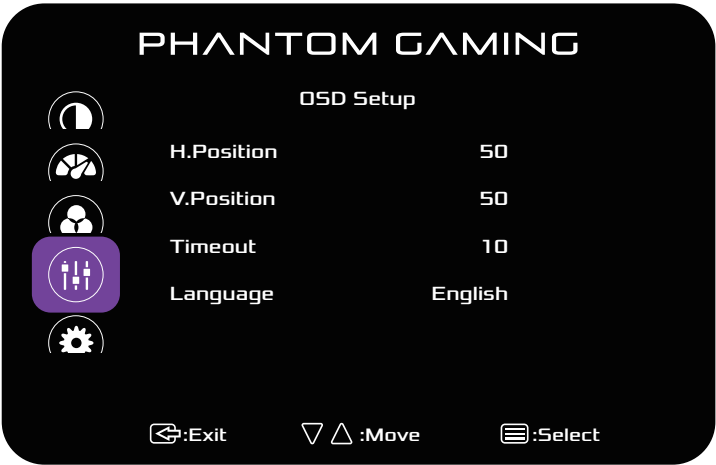 PHANTOM GAMING
OSD Setup
H.Position 50
V.Position 50
Timeout 10
Language English
:Exit :Move :Select